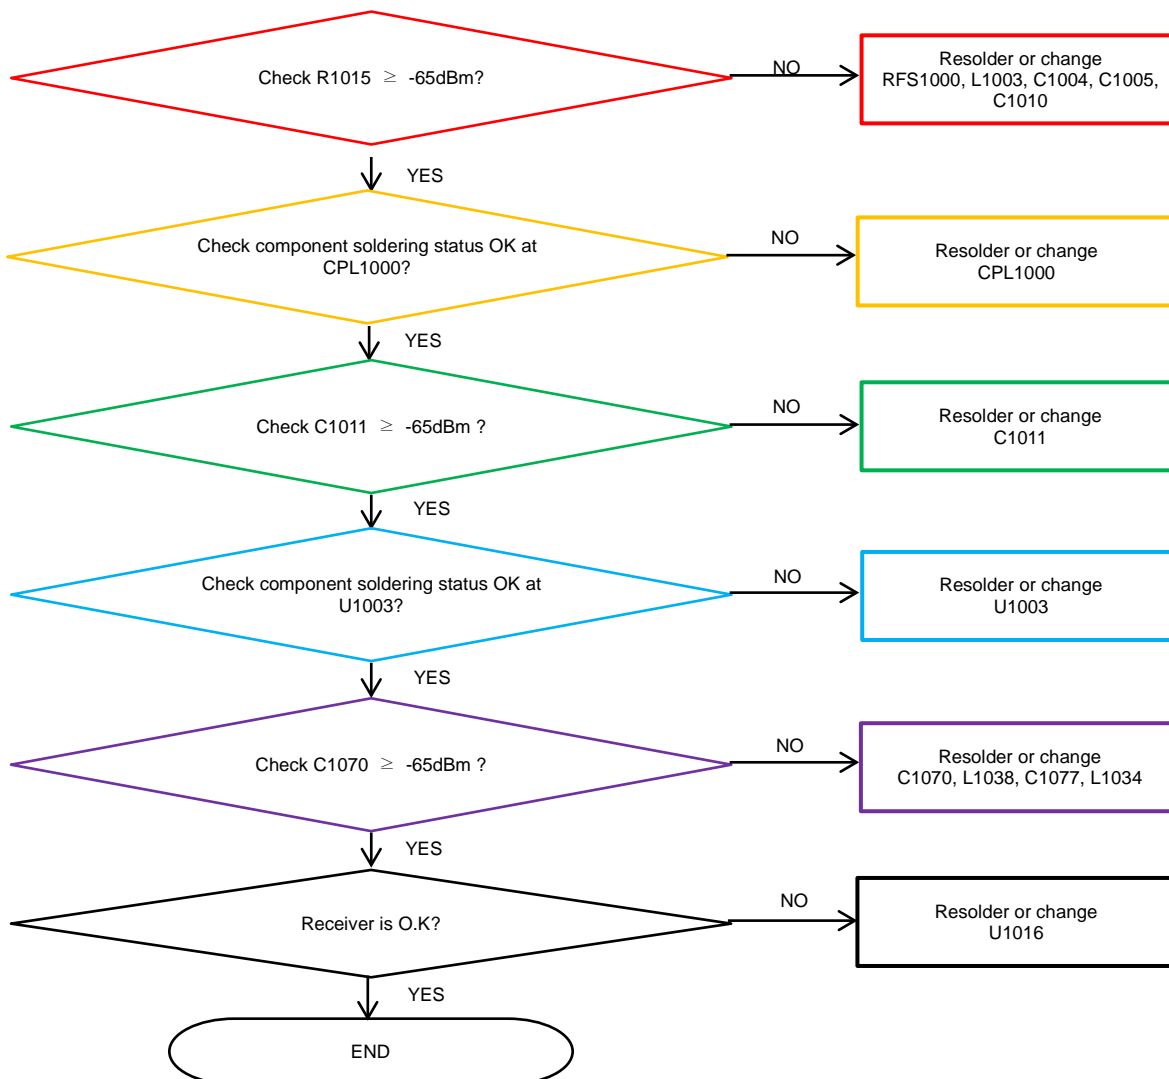 Check R1015 ≥ -65dBm?
NO
Resolder or change
RFS1000, L1003, C1004, C1005,
C1010
YES
Check component soldering status OK at
CPL1000?
NO
Resolder or change
CPL1000
YES
Check C1011 ≥ -65dBm ?
NO
Resolder or change
C1011
YES
Check component soldering status OK at
U1003?
NO
Resolder or change
U1003
YES
Check C1070 ≥ -65dBm ?
NO
Resolder or change
C1070, L1038, C1077, L1034
YES
Receiver is O.K?
NO
Resolder or change
U1016
YES
END